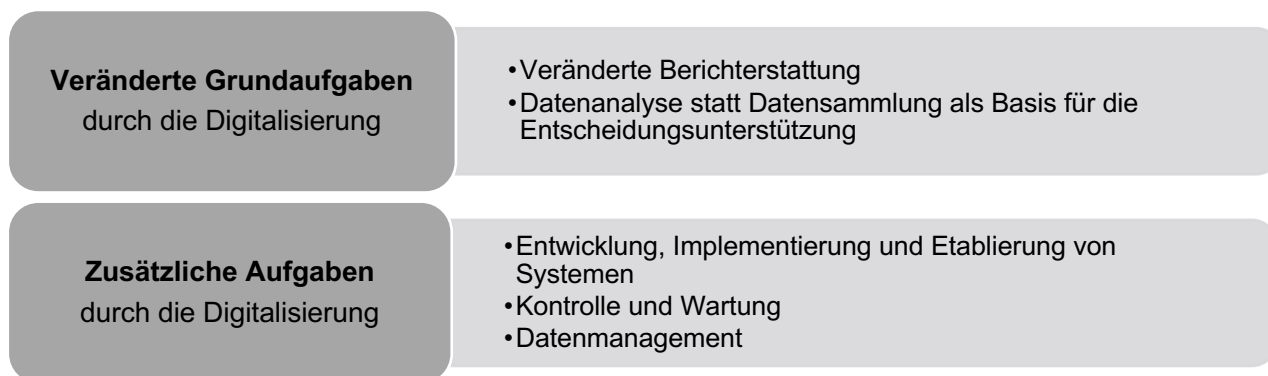 Veränderte Grundaufgaben
durch die Digitalisierung
•Veränderte Berichterstattung
•Datenanalyse statt Datensammlung als Basis für die
Entscheidungsunterstützung
Zusätzliche Aufgaben
durch die Digitalisierung
•Entwicklung, Implementierung und Etablierung von
Systemen
•Kontrolle und Wartung
•Datenmanagement